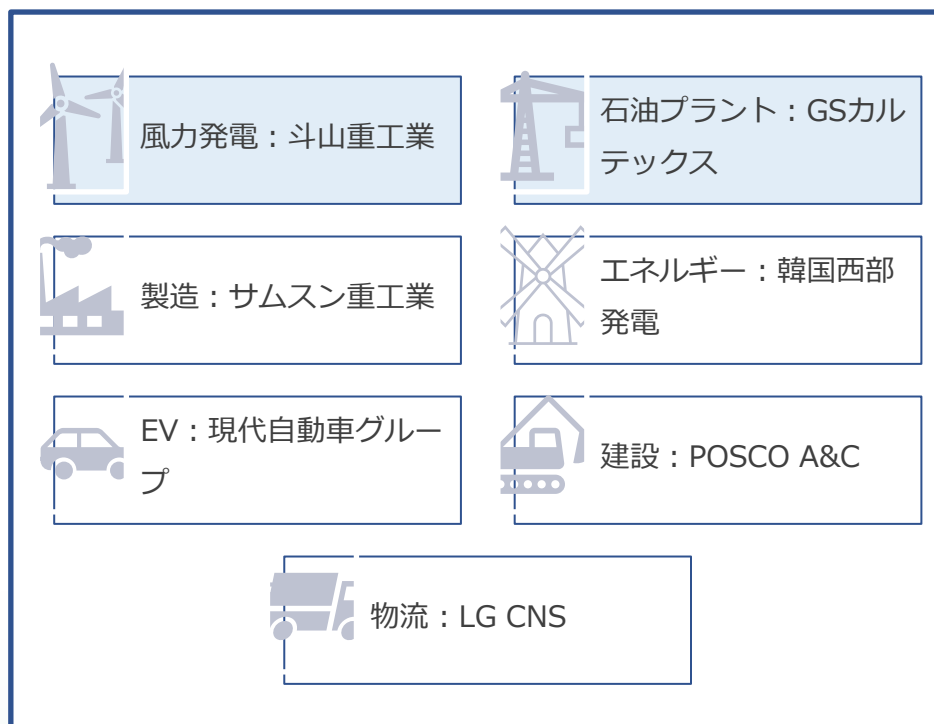 風力発電：斗山重工業
石油プラント：GSカル
テックス
製造：サムスン重工業
エネルギー：韓国西部
発電
EV：現代自動車グルー
プ
建設：POSCO A&C
物流：LG CNS